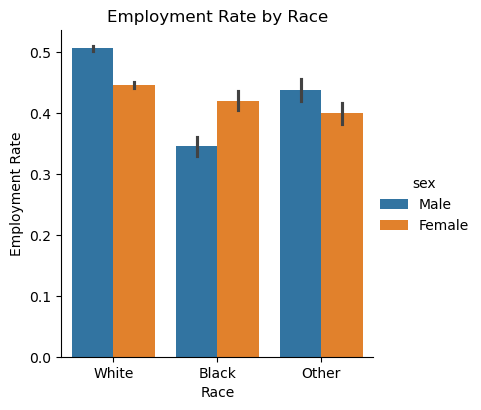 Employment Rate by Race
Employment Rate
0.5
0.4
0.3
0.2
0.1
0.0
White
Black
Other
Race
sex
Male
Female